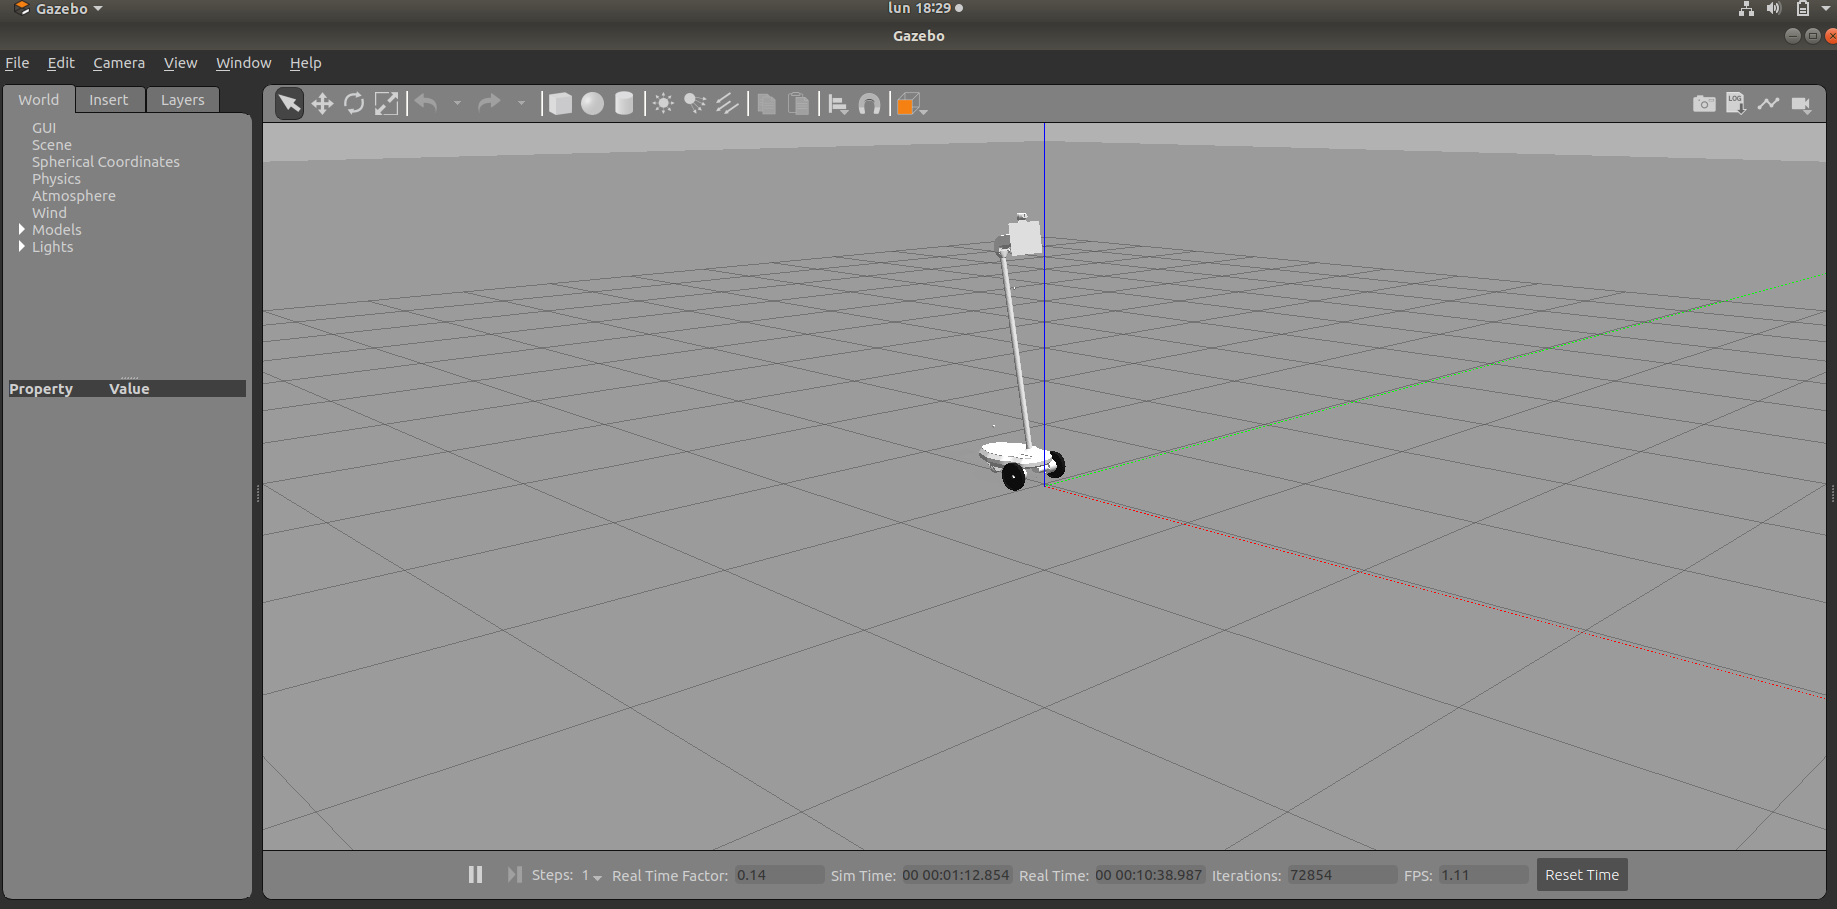 Gazebo
lun 18:29
Gazebo
File Edit Camera View Window Help
World Insert Layers
GUI
Scene
Spherical Coordinates
Physics
Atmosphere
Wind
Models
Lights
Property Value
LOG
Steps: 1 Real Time Factor: 0.14 Sim Time: 00 00:01:12.854 Real Time: 00 00:10:38.987 Iterations: 72854 FPS: 1.11 Reset Time